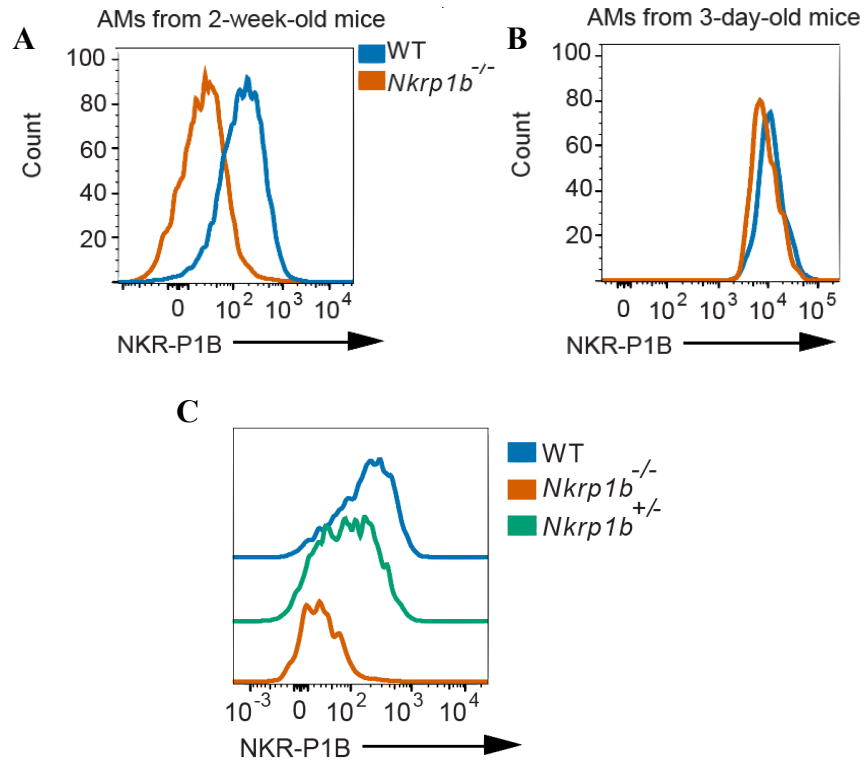 A
AMs from 2-week-old mice
WT
Nkrp1b-/-
Count
100
80
60
40
20
0
10²
10³
10⁴
NKR-P1B
B
AMs from 3-day-old mice
Count
100
80
60
40
20
0
10²
10³
10⁴
10⁵
NKR-P1B
C
WT
Nkrp1b-/-
Nkrp1b+/-
10⁻³
0
10²
10³
10⁴
NKR-P1B